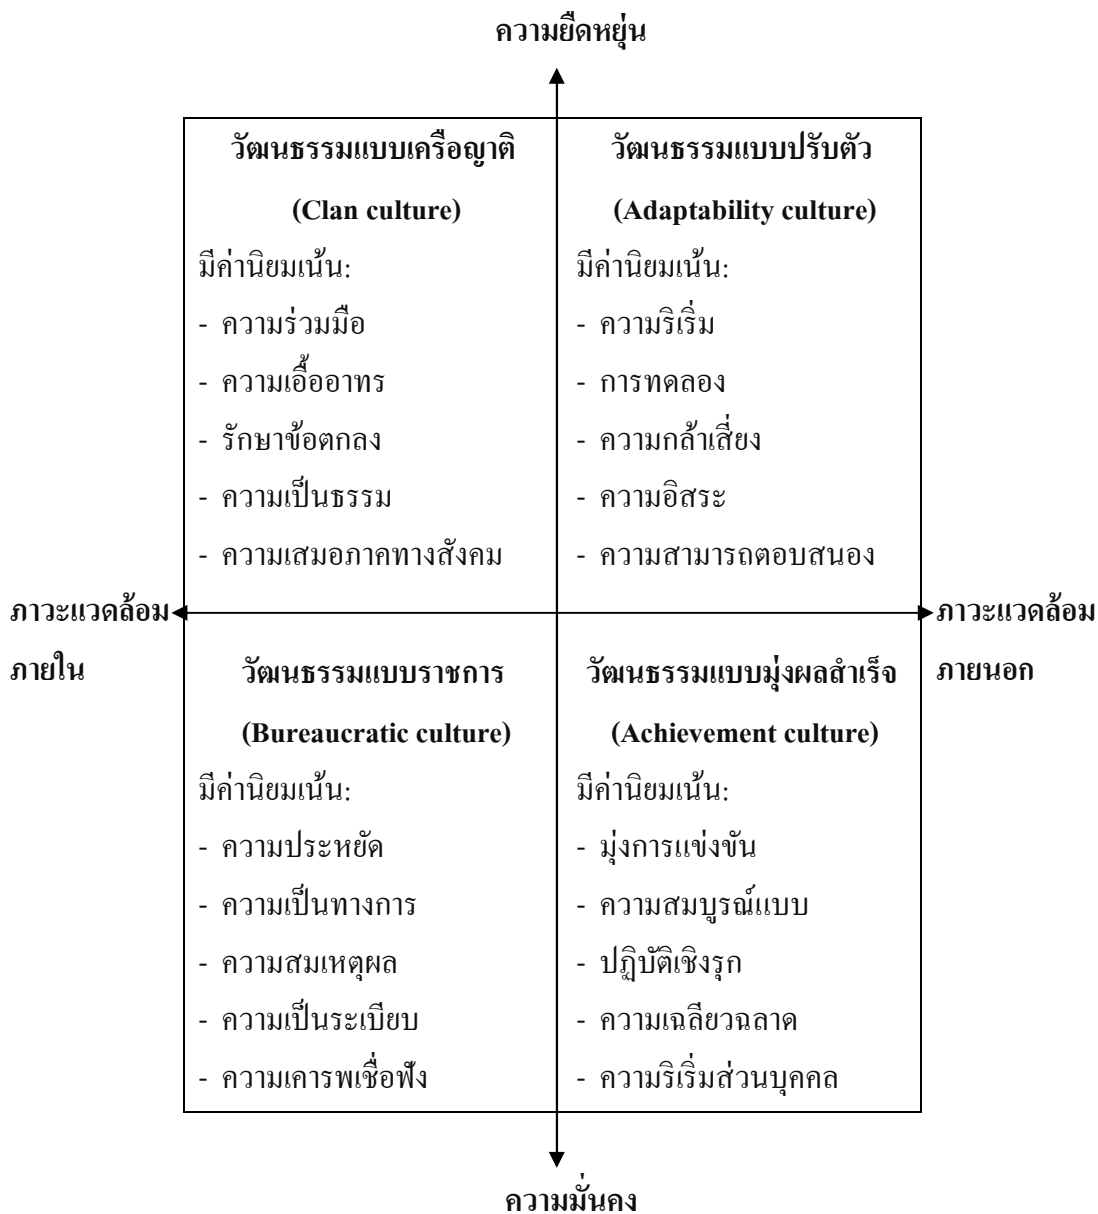 ความยืดหยุ่น
วัฒนธรรมแบบเครือญาติ
(Clan culture)
มีค่านิยมเน้น:
- ความร่วมมือ
- ความเอื้ออาทร
- รักษาข้อตกลง
- ความเป็นธรรม
- ความเสมอภาคทางสังคม
วัฒนธรรมแบบปรับตัว
(Adaptability culture)
มีค่านิยมเน้น:
- ความริเริ่ม
- การทดลอง
- ความกล้าเสี่ยง
- ความอิสระ
- ความสามารถตอบสนอง
ภาวะแวดล้อม
ภายใน
ภาวะแวดล้อม
ภายนอก
วัฒนธรรมแบบราชการ
(Bureaucratic culture)
มีค่านิยมเน้น:
- ความประหยัด
- ความเป็นทางการ
- ความสมเหตุผล
- ความเป็นระเบียบ
- ความเคารพเชื่อฟัง
วัฒนธรรมแบบมุ่งผลสำเร็จ
(Achievement culture)
มีค่านิยมเน้น:
- มุ่งการแข่งขัน
- ความสมบูรณ์แบบ
- ปฏิบัติเชิงรุก
- ความเฉลียวฉลาด
- ความริเริ่มส่วนบุคคล
ความมั่นคง